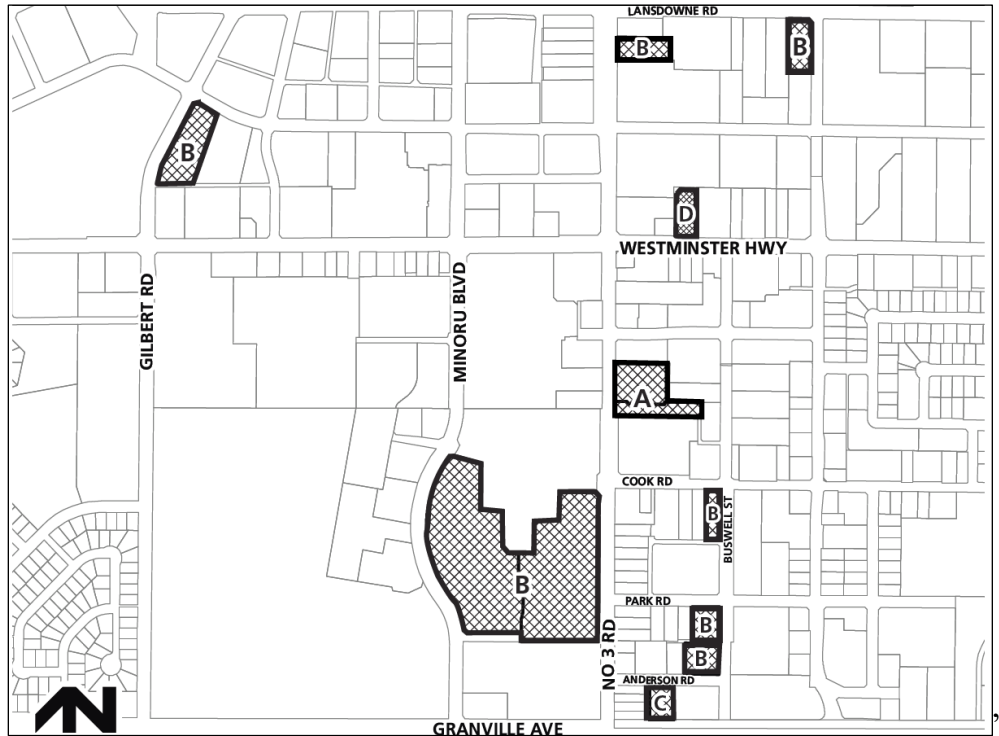 LANSDOWNE RD
B
B
B
D
WESTMINSTER HWY
GILBERT RD
MINORU BLVD
A
COOK RD
B
BUSWELL ST
B
PARK RD
B
NO 3 RD
B
ANDERSON RD
C
N
GRANVILLE AVE
,